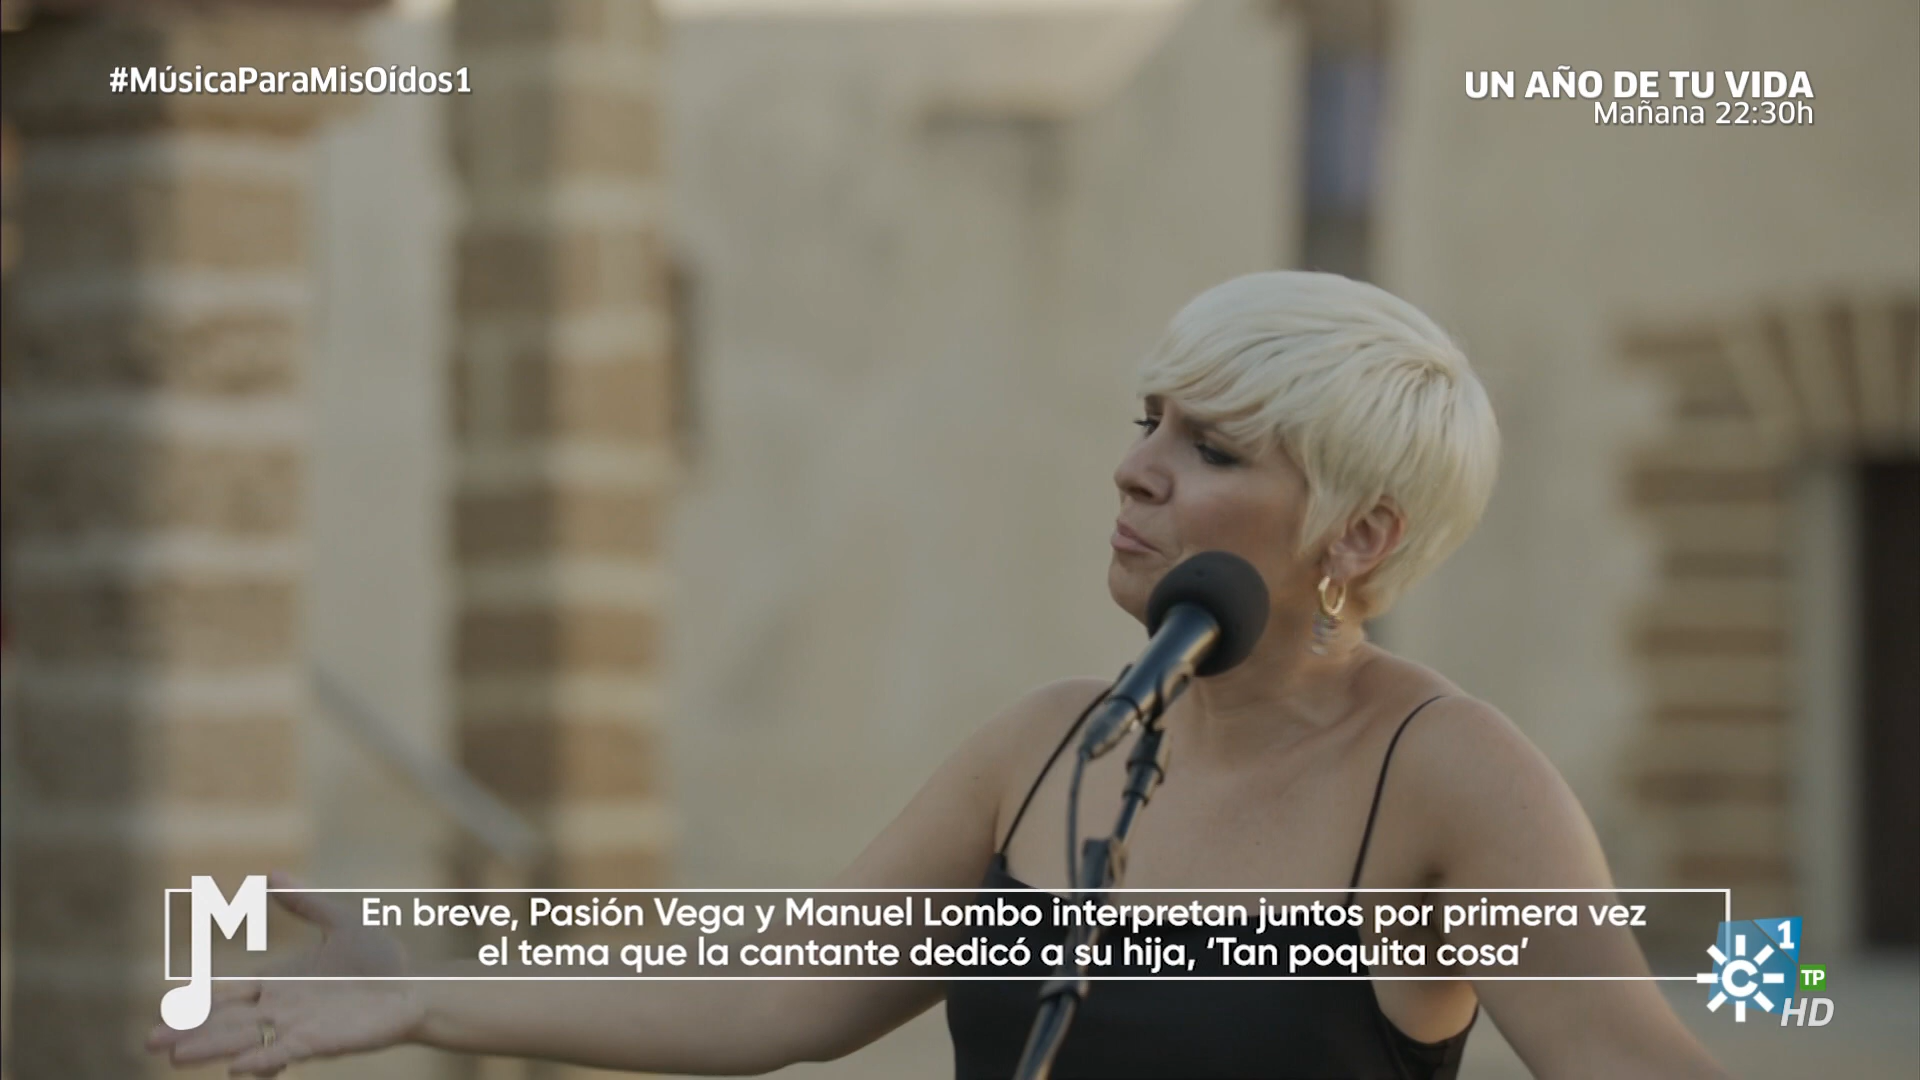 #MúsicaParaMisOídos1
UN AÑO DE TU VIDA
Mañana 22:30h
M
En breve, Pasión Vega y Manuel Lombo interpretan juntos por primera vez
el tema que la cantante dedicó a su hija, ‘Tan poquita cosa’
1
C
TP
HD